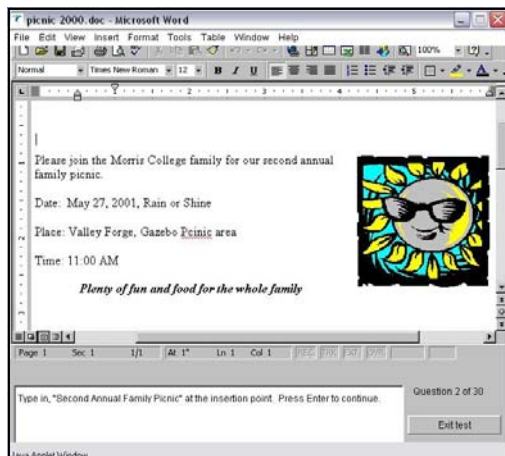 picnic 2000.doc - Microsoft Word
File Edit View Insert Format Tools Table Window Help
100%
Normal Times New Roman 12 B I U
1 2 3 4 5
Please join the Morris College family for our second annual
family picnic.
Date: May 27, 2001, Rain or Shine
Place: Valley Forge, Gazebo Pcinic area
Time: 11:00 AM
Plenty of fun and food for the whole family
Page 1 Sec 1 1/1 At 1" Ln 1 Col 1 REC TRK EXT OVR
Type in, "Second Annual Family Picnic" at the insertion point. Press Enter to continue.
Question 2 of 30
Exit test
Java Applet Window